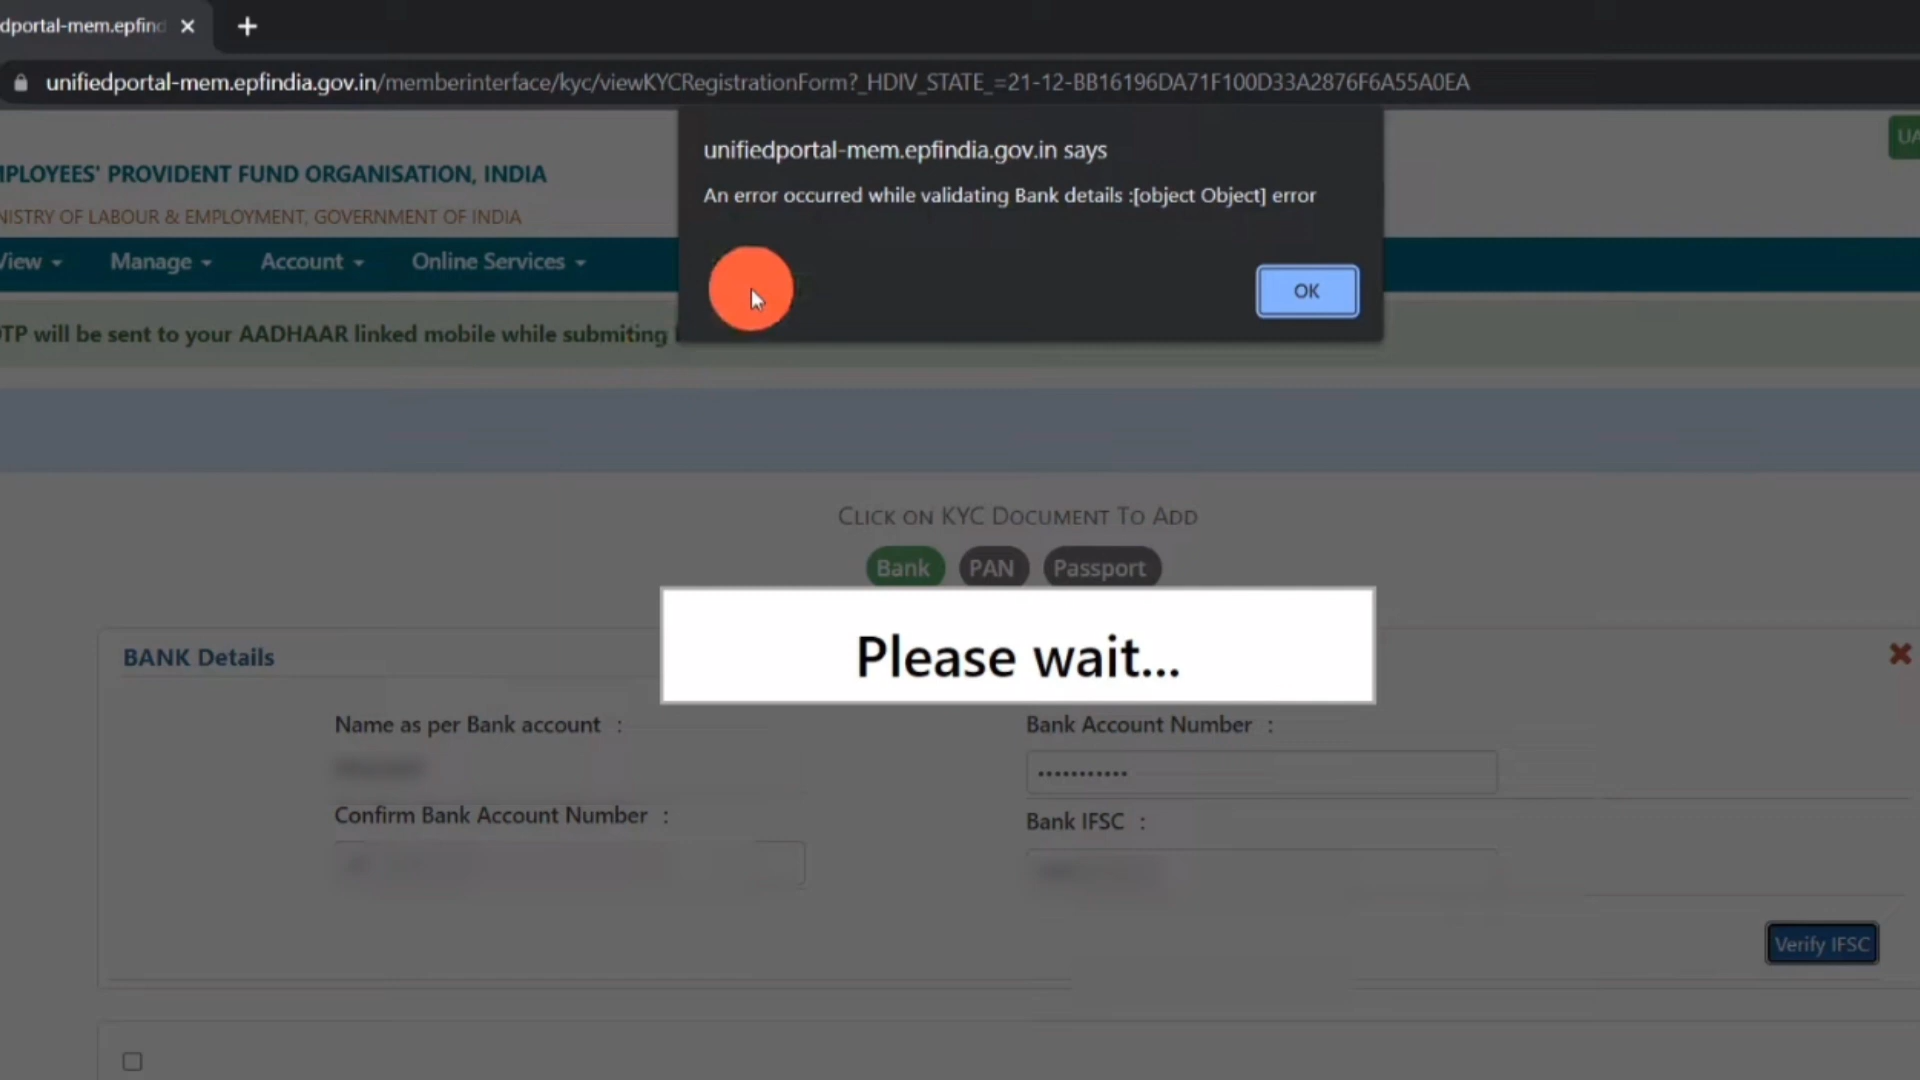 dportal-mem.epfind
unifiedportal-mem.epfindia.gov.in/memberinterface/kyc/viewKYCRegistrationForm?_HDIV_STATE_=21-12-BB16196DA71F100D33A2876F6A55A0EA
unifiedportal-mem.epfindia.gov.in says
An error occurred while validating Bank details :[object Object] error
OK
UA
PLOYEES' PROVIDENT FUND ORGANISATION, INDIA
NISTRY OF LABOUR & EMPLOYMENT, GOVERNMENT OF INDIA
View
Manage
Account
Online Services
OTP will be sent to your AADHAAR linked mobile while submiting
CLICK ON KYC DOCUMENT TO ADD
Bank PAN Passport
Please wait...
BANK Details
Name as per Bank account :
Bank Account Number :
Confirm Bank Account Number :
Bank IFSC :
Verify IFSC